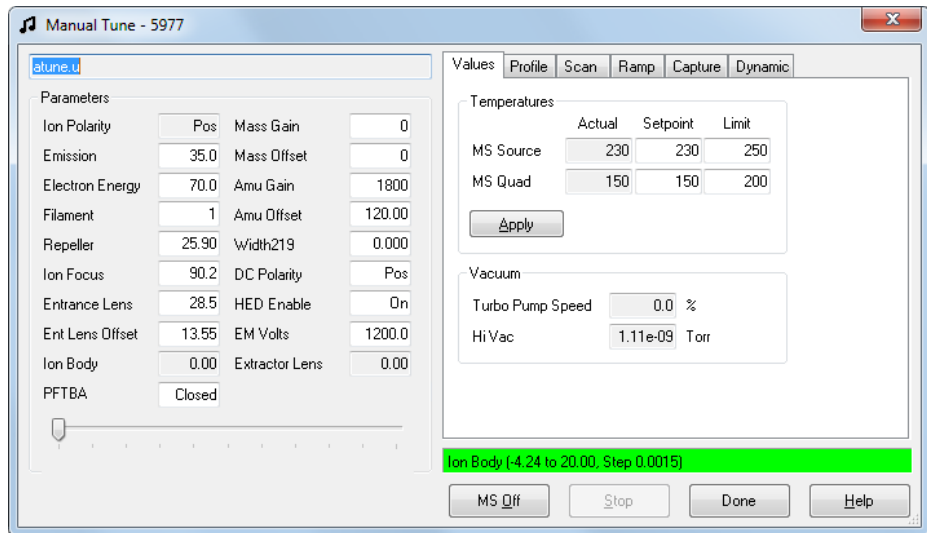 Manual Tune - 5977
x
atune.u
Parameters
Ion Polarity Pos Mass Gain 0
Emission 35.0 Mass Offset 0
Electron Energy 70.0 Amu Gain 1800
Filament 1 Amu Offset 120.00
Repeller 25.90 Width219 0.000
Ion Focus 90.2 DC Polarity Pos
Entrance Lens 28.5 HED Enable On
Ent Lens Offset 13.55 EM Volts 1200.0
Ion Body 0.00 Extractor Lens 0.00
PFTBA Closed
Values Profile Scan Ramp Capture Dynamic
Temperatures
Actual Setpoint Limit
MS Source 230 230 250
MS Quad 150 150 200
Apply
Vacuum
Turbo Pump Speed 0.0 %
Hi Vac 1.11e-09 Torr
Ion Body (-4.24 to 20.00, Step 0.0015)
MS Off Stop Done Help